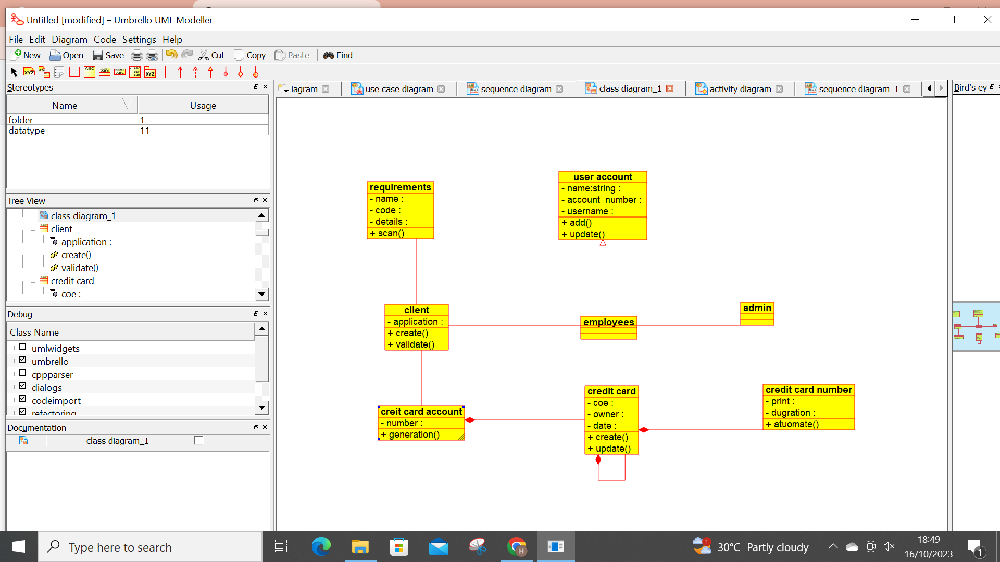 Untitled [modified] – Umbrello UML Modeller
File Edit Diagram Code Settings Help
New Open Save Cut Copy Paste Find
Stereotypes
Name Usage
folder 1
datatype 11
Tree View
class diagram_1
client
application :
create()
validate()
credit card
coe :
Debug
Class Name
umlwidgets
umbrello
cppparser
dialogs
codeimport
refactoring
Documentation
class diagram_1
iagram use case diagram sequence diagram class diagram_1 activity diagram sequence diagram_1
Bird's ey
requirements
- name :
- code :
- details :
+ scan()
user account
- name:string :
- account  number :
- username :
+ add()
+ update()
client
- application :
+ create()
+ validate()
employees
admin
creit card account
- number :
+ generation()
credit card
- coe :
- owner :
- date :
+ create()
+ update()
credit card number
- print :
- dugration :
+ atuomate()
Type here to search
1
30°C Partly cloudy
18:49
16/10/2023
1